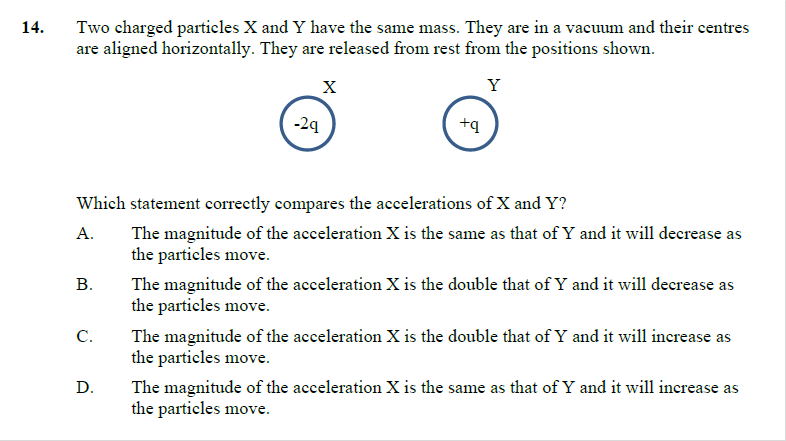 14. Two charged particles X and Y have the same mass. They are in a vacuum and their centres
are aligned horizontally. They are released from rest from the positions shown.
X Y
-2q +q
Which statement correctly compares the accelerations of X and Y?
A. The magnitude of the acceleration X is the same as that of Y and it will decrease as
the particles move.
B. The magnitude of the acceleration X is the double that of Y and it will decrease as
the particles move.
C. The magnitude of the acceleration X is the double that of Y and it will increase as
the particles move.
D. The magnitude of the acceleration X is the same as that of Y and it will increase as
the particles move.